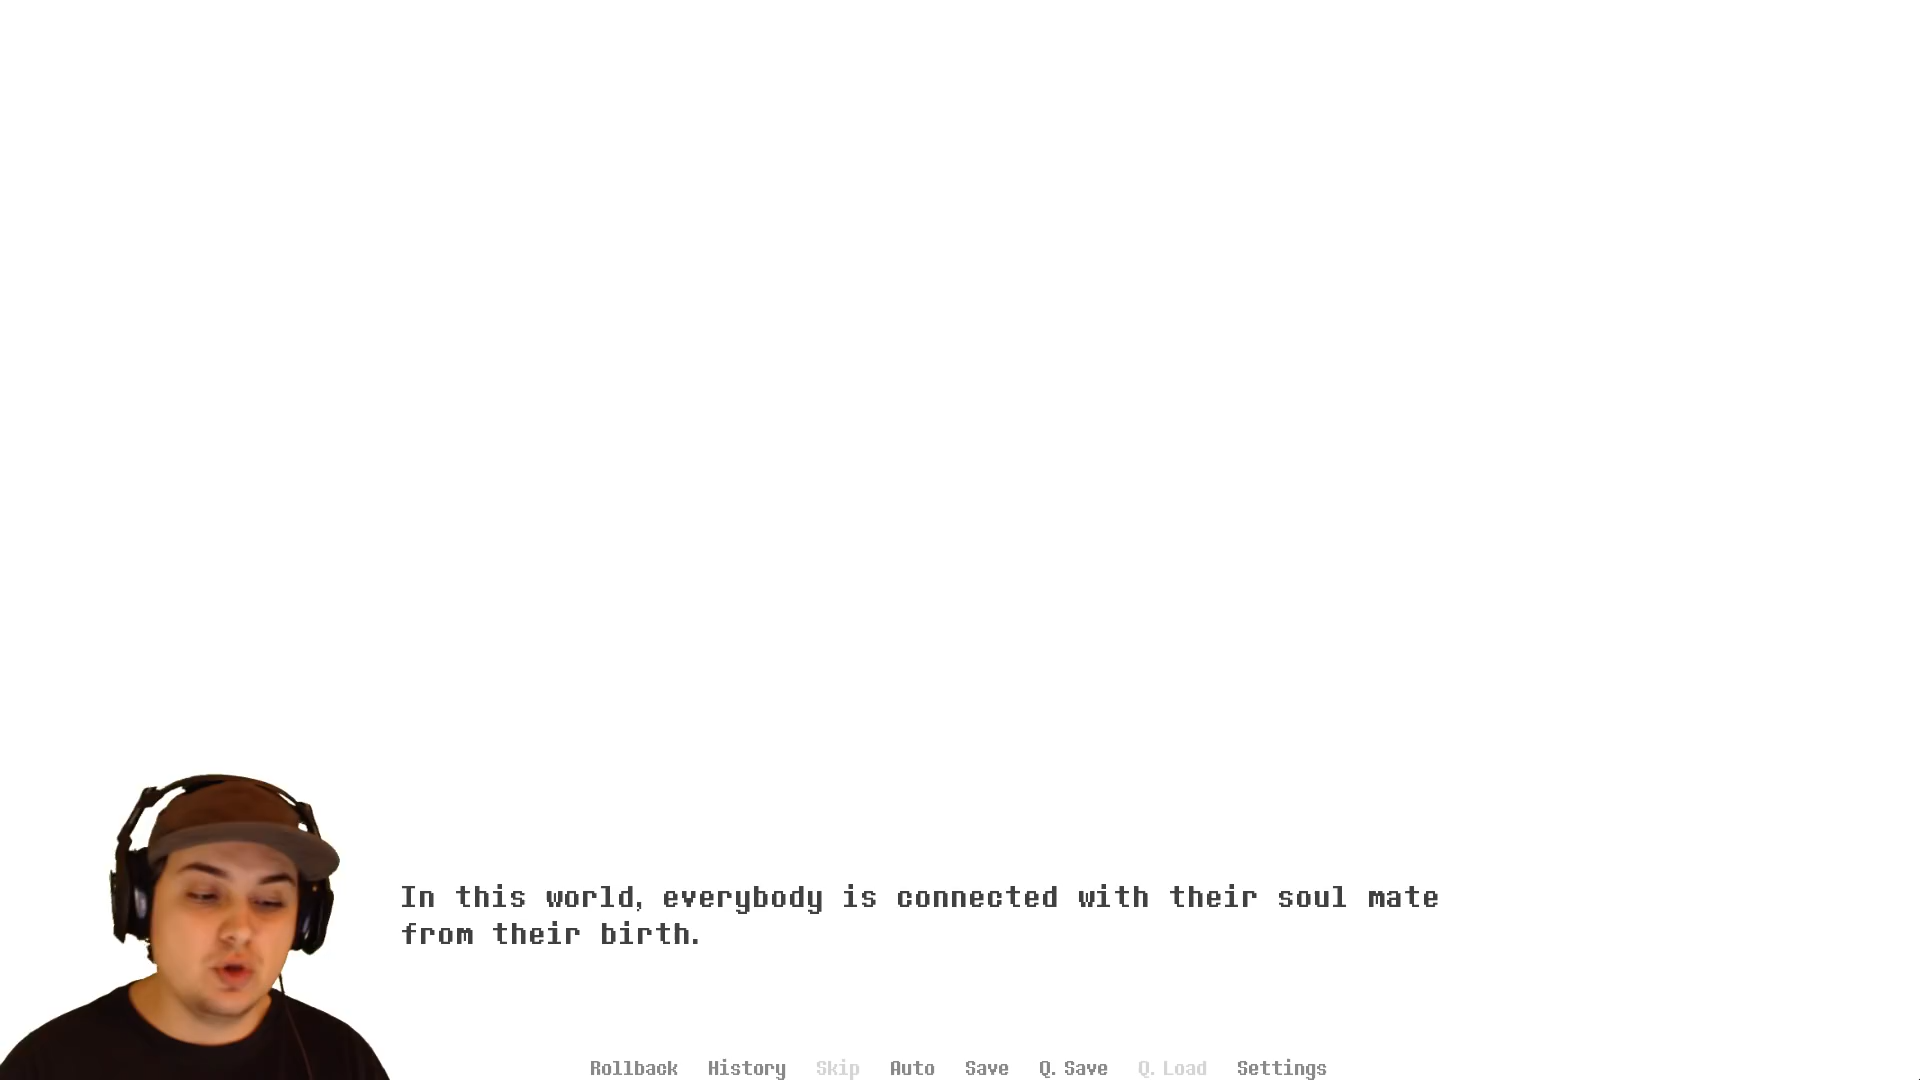 In this world, everybody is connected with their soul mate
from their birth.
Rollback History Skip Auto Save Q. Save Q. Load Settings